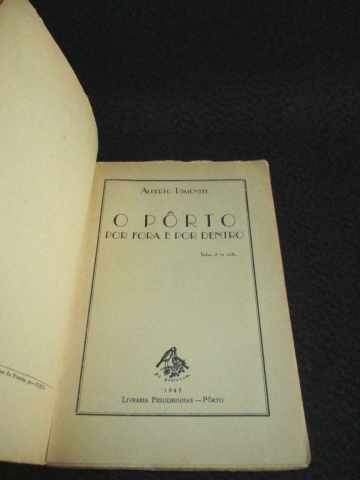 ALBERTO PIMENTEL
O PÔRTO
POR FORA E POR DENTRO
1945
LIVRARIA FIGUEIRINHAS — PÔRTO